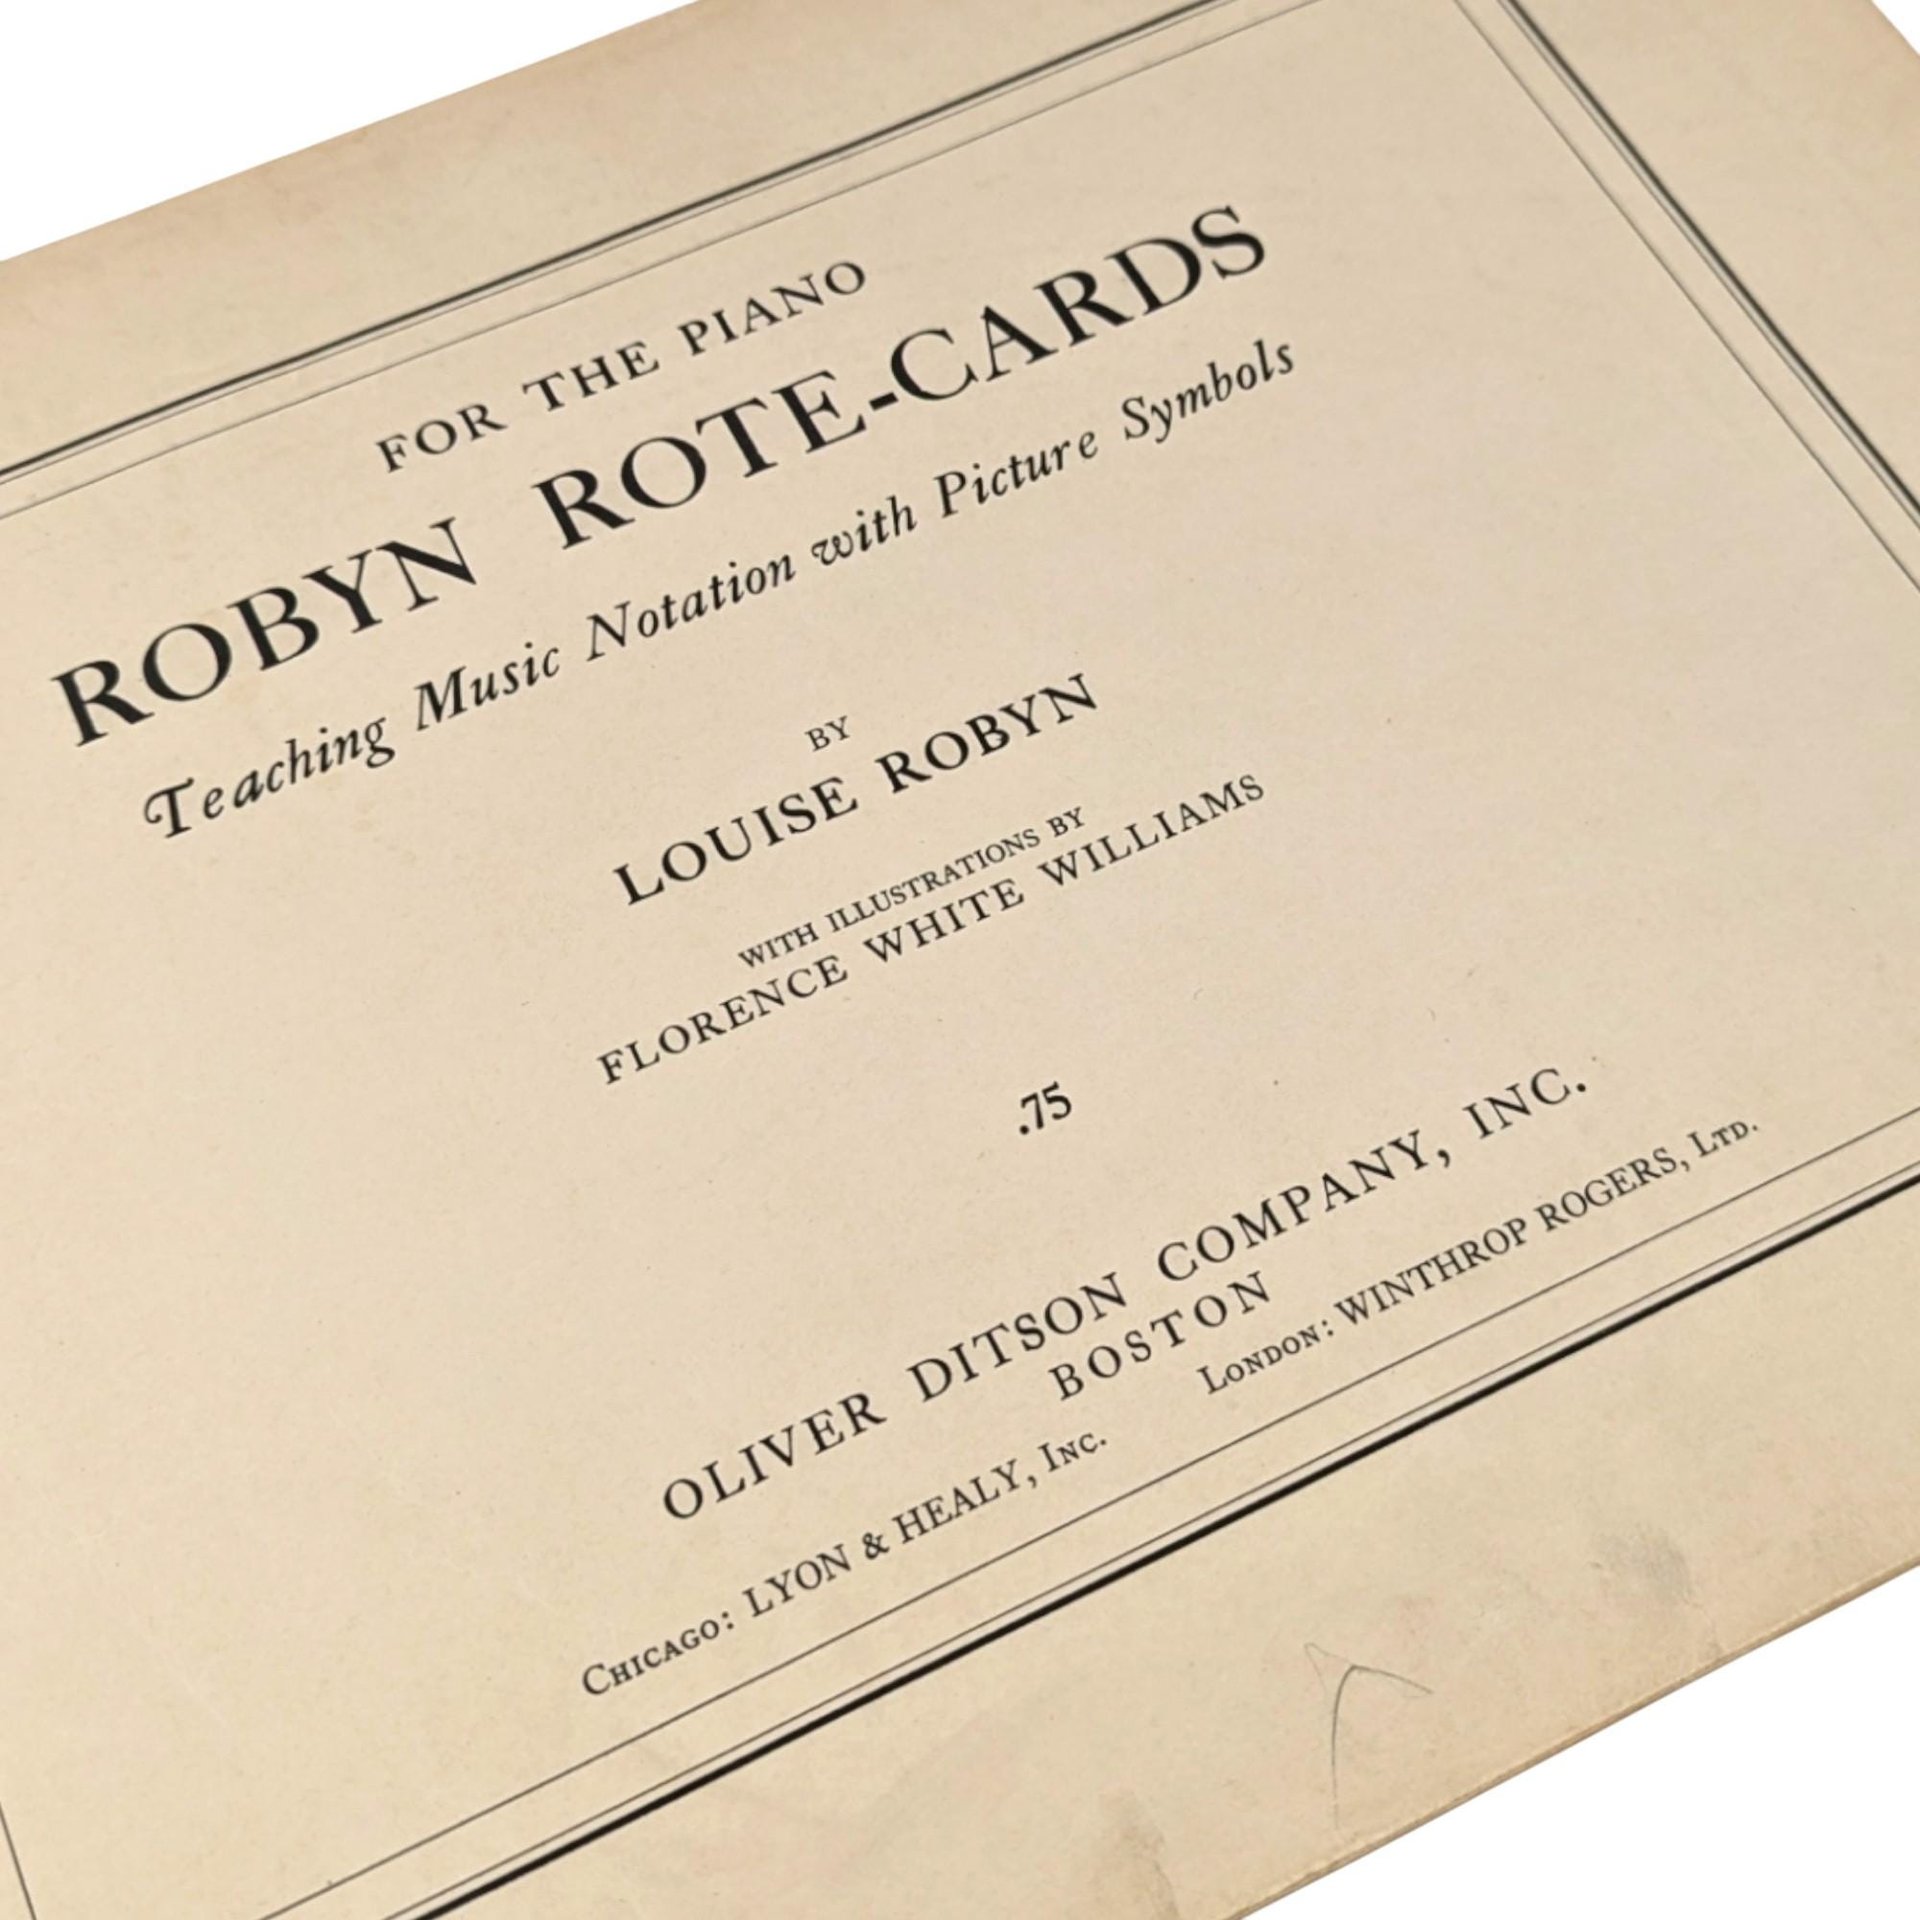 FOR THE PIANO
ROBYN ROTE-CARDS
Teaching Music Notation with Picture Symbols
BY
LOUISE ROBYN
WITH ILLUSTRATIONS BY
FLORENCE WHITE WILLIAMS
.75
OLIVER DITSON COMPANY, INC.
BOSTON
CHICAGO: LYON & HEALY, INC. LONDON: WINTHROP ROGERS, LTD.